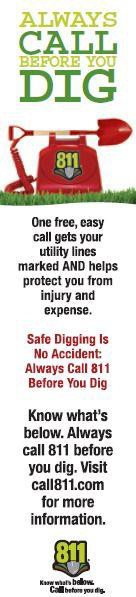 ALWAYS
CALL
BEFORE YOU
DIG
811
One free, easy
call gets your
utility lines
marked AND helps
protect you from
injury and
expense.
Safe Digging Is
No Accident:
Always Call 811
Before You Dig
Know what's
below. Always
call 811 before
you dig. Visit
call811.com
for more
information.
811
Know what's below.
Call before you dig.